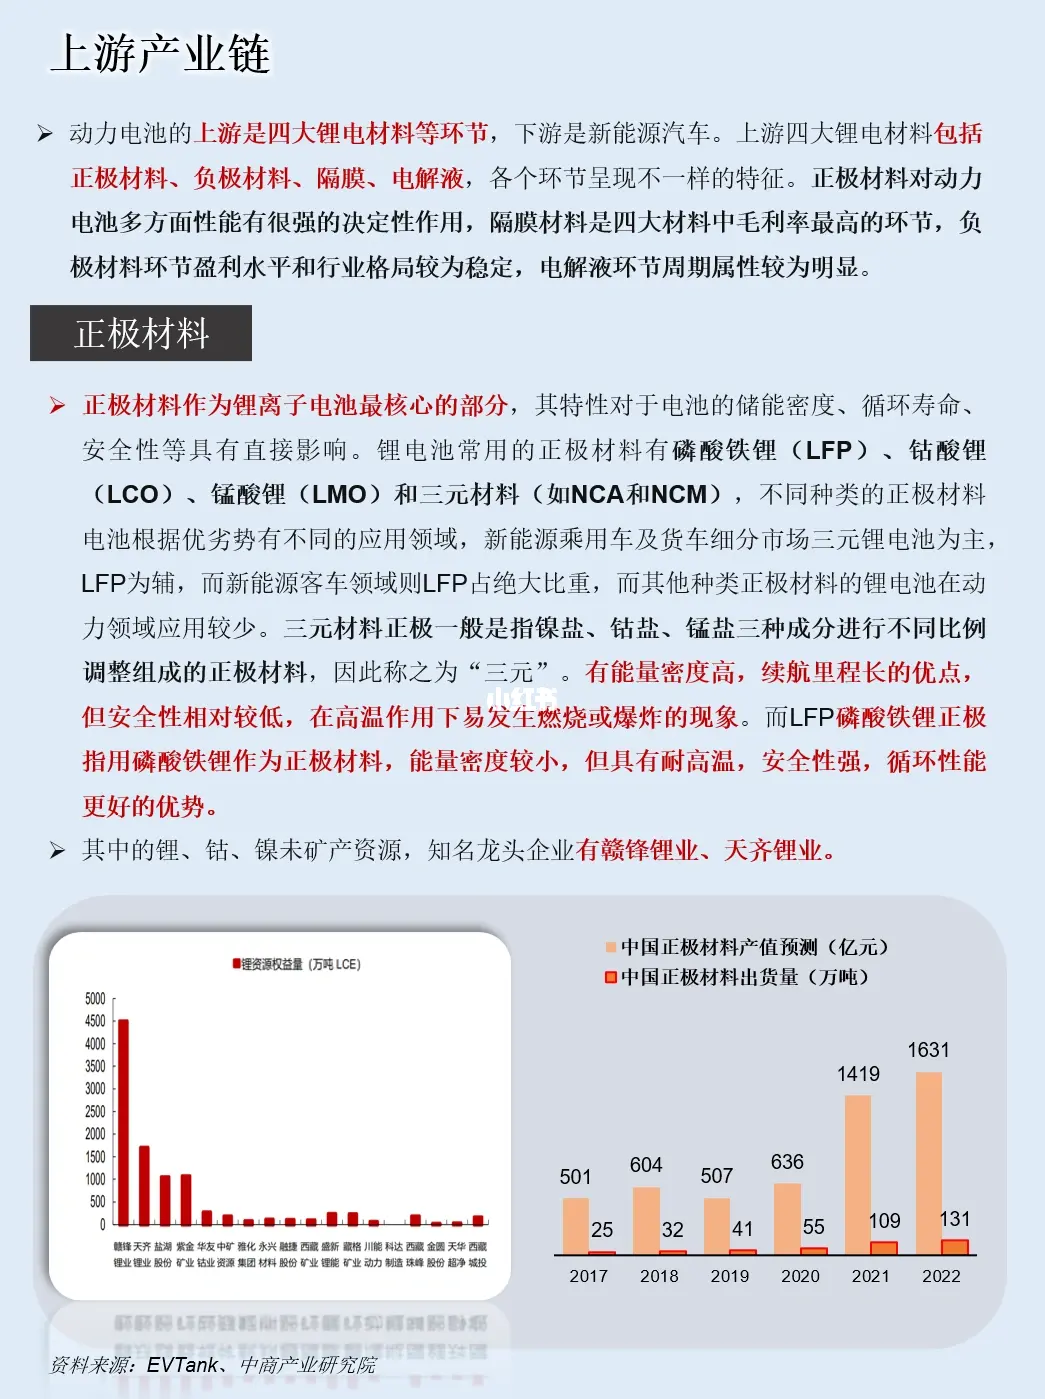 上游产业链
➢ 动力电池的上游是四大锂电材料等环节，下游是新能源汽车。上游四大锂电材料包括
正极材料、负极材料、隔膜、电解液，各个环节呈现不一样的特征。正极材料对动力
电池多方面性能有很强的决定性作用，隔膜材料是四大材料中毛利率最高的环节，负
极材料环节盈利水平和行业格局较为稳定，电解液环节周期属性较为明显。
正极材料
➢ 正极材料作为锂离子电池最核心的部分，其特性对于电池的储能密度、循环寿命、
安全性等具有直接影响。锂电池常用的正极材料有磷酸铁锂（LFP）、钴酸锂
（LCO）、锰酸锂（LMO）和三元材料（如NCA和NCM），不同种类的正极材料
电池根据优劣势有不同的应用领域，新能源乘用车及货车细分市场三元锂电池为主，
LFP为辅，而新能源客车领域则LFP占绝大比重，而其他种类正极材料的锂电池在动
力领域应用较少。三元材料正极一般是指镍盐、钴盐、锰盐三种成分进行不同比例
调整组成的正极材料，因此称之为“三元”。有能量密度高，续航里程长的优点，
小红书
但安全性相对较低，在高温作用下易发生燃烧或爆炸的现象。而LFP磷酸铁锂正极
指用磷酸铁锂作为正极材料，能量密度较小，但具有耐高温，安全性强，循环性能
更好的优势。
➢ 其中的锂、钴、镍未矿产资源，知名龙头企业有赣锋锂业、天齐锂业。
锂资源权益量（万吨 LCE）
5000
4500
4000
3500
3000
2500
2000
1500
1000
500
0
赣锋 天齐 盐湖 紫金 华友 中矿 雅化 永兴 融捷 西藏 盛新 藏格 川能 科达 西藏 金圆 天华 西藏
锂业 锂业 股份 矿业 钴业 资源 集团 材料 股份 矿业 锂能 矿业 动力 制造 珠峰 股份 超净 城投
中国正极材料产值预测（亿元）
中国正极材料出货量（万吨）
501 604 507 636 1419 1631
25 32 41 55 109 131
2017 2018 2019 2020 2021 2022
资料来源：EVTank、中商产业研究院